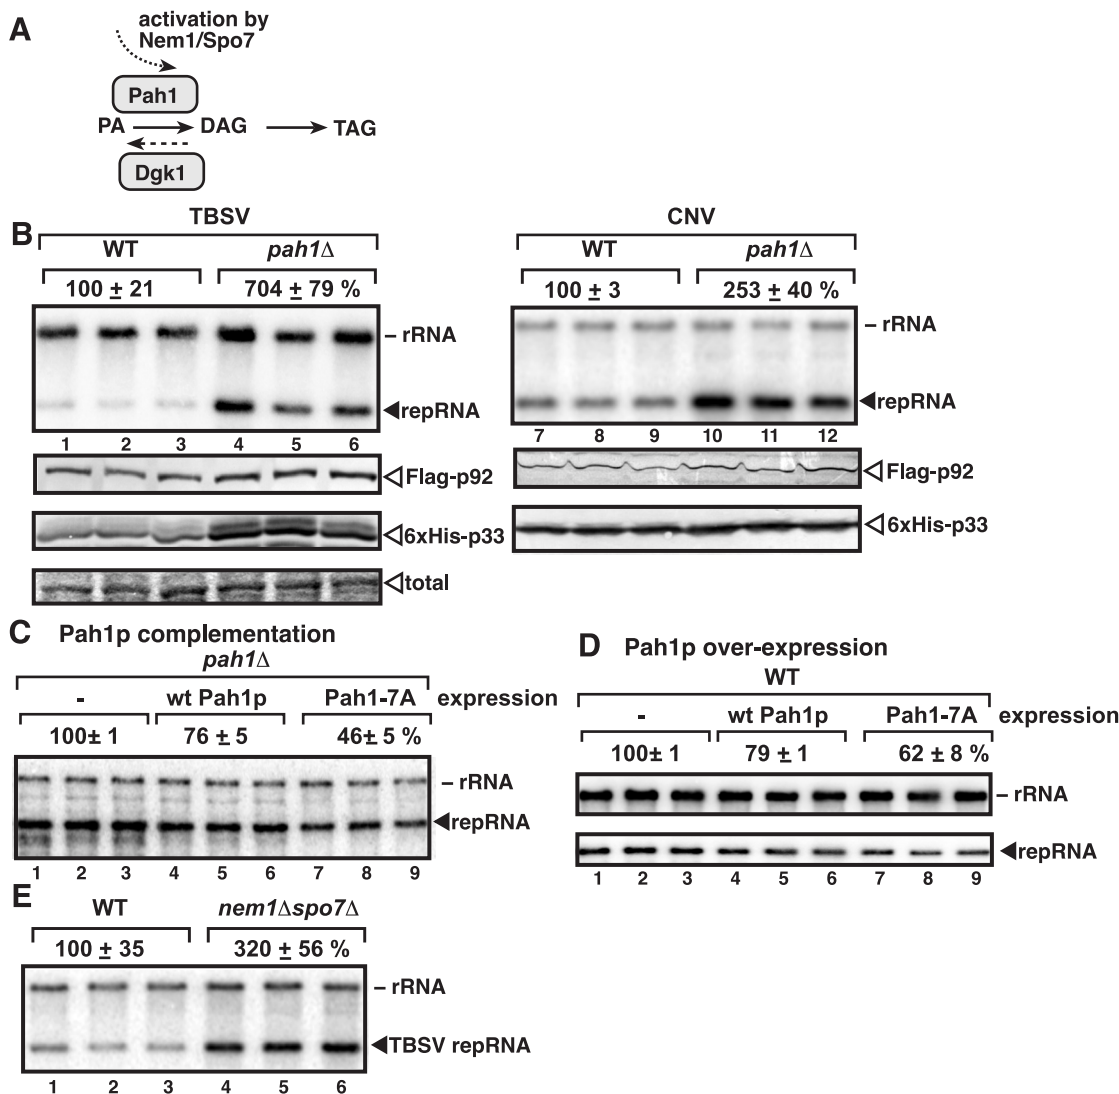 A
activation by
Nem1/Spo7
Pah1
PA DAG TAG
Dgk1
B
TBSV
WT pah1Δ
100 ± 21 704 ± 79 %
rRNA
repRNA
1 2 3 4 5 6
Flag-p92
6xHis-p33
total
CNV
WT pah1Δ
100 ± 3 253 ± 40 %
rRNA
repRNA
7 8 9 10 11 12
Flag-p92
6xHis-p33
C Pah1p complementation
pah1Δ
- wt Pah1p Pah1-7A expression
100± 1 76 ± 5 46± 5 %
rRNA
repRNA
1 2 3 4 5 6 7 8 9
D Pah1p over-expression
WT
- wt Pah1p Pah1-7A expression
100± 1 79 ± 1 62 ± 8 %
rRNA
repRNA
1 2 3 4 5 6 7 8 9
E
WT nem1Δspo7Δ
100 ± 35 320 ± 56 %
rRNA
TBSV repRNA
1 2 3 4 5 6